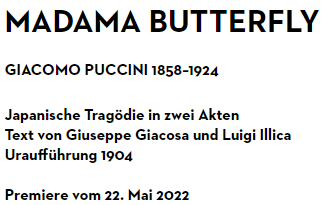 MADAMA BUTTERFLY
GIACOMO PUCCINI 1858–1924
Japanische Tragödie in zwei Akten
Text von Giuseppe Giacosa und Luigi Illica
Uraufführung 1904
Premiere vom 22. Mai 2022